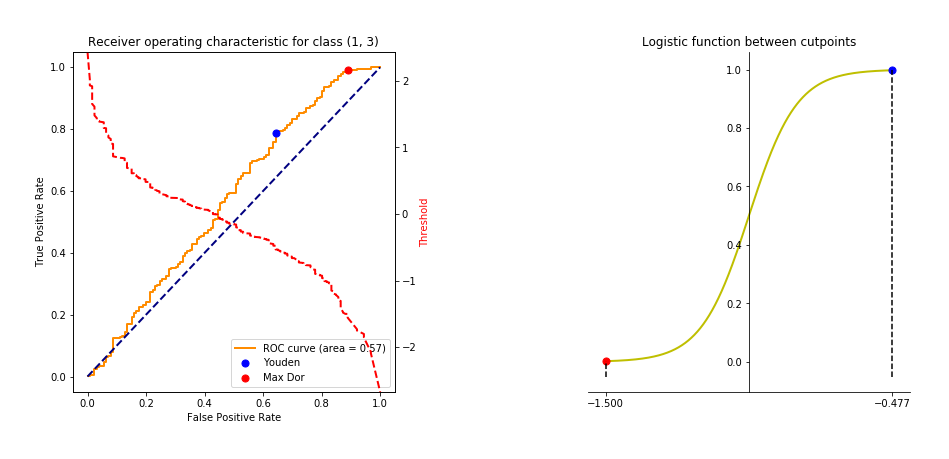 Receiver operating characteristic for class (1, 3)
1.0
0.8
0.6
0.4
0.2
0.0
True Positive Rate
0.0 0.2 0.4 0.6 0.8 1.0
False Positive Rate
2
1
0
−1
−2
Threshold
ROC curve (area = 0.57)
Youden
Max Dor
Logistic function between cutpoints
1.0
0.8
0.6
0.4
0.2
0.0
−1.500 −0.477